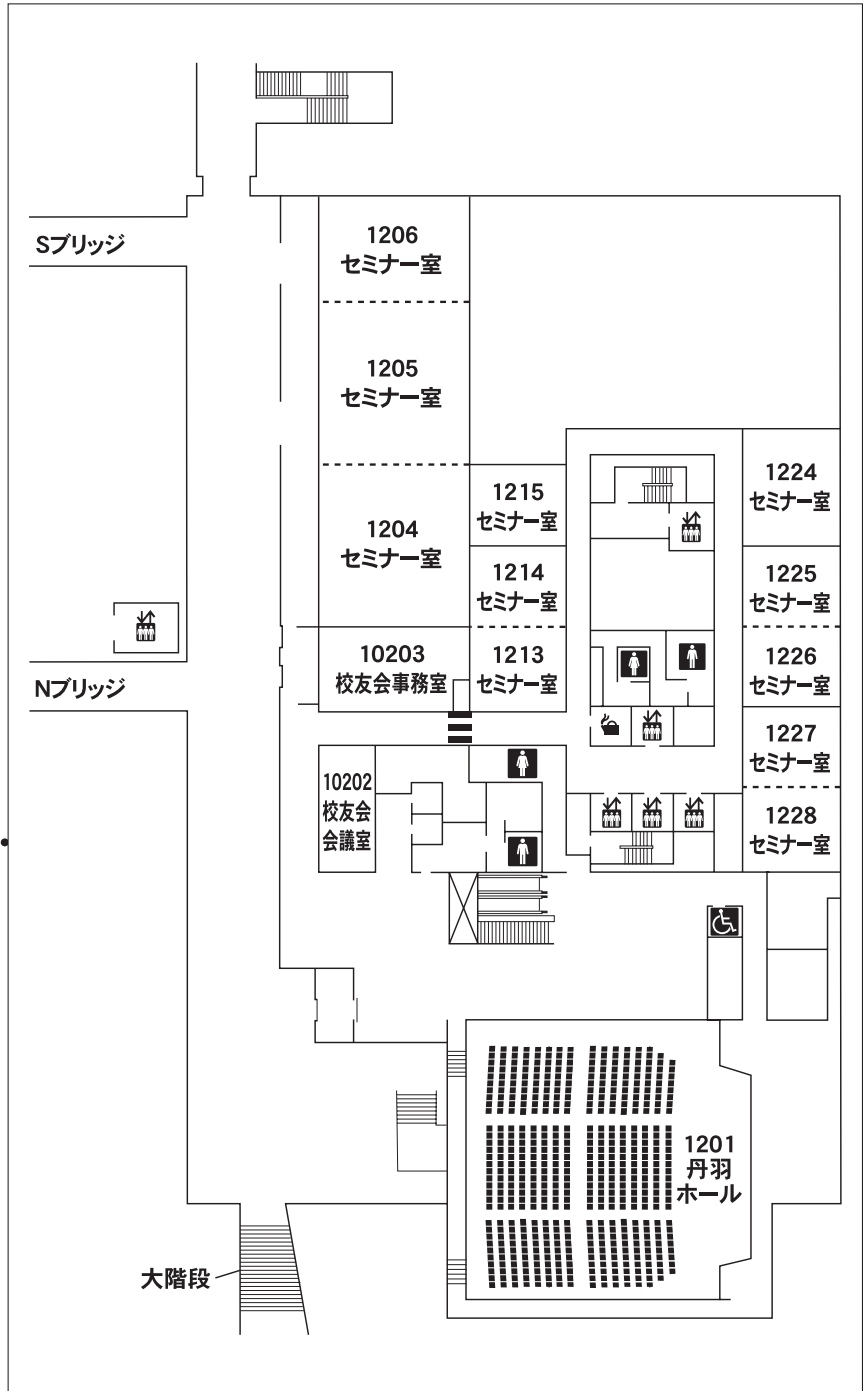 Sブリッジ
1206
セミナー室
1205
セミナー室
1204
セミナー室
1215
セミナー室
1214
セミナー室
1213
セミナー室
1224
セミナー室
1225
セミナー室
1226
セミナー室
1227
セミナー室
1228
セミナー室
Nブリッジ
10203
校友会事務室
10202
校友会
会議室
1201
丹羽
ホール
大階段